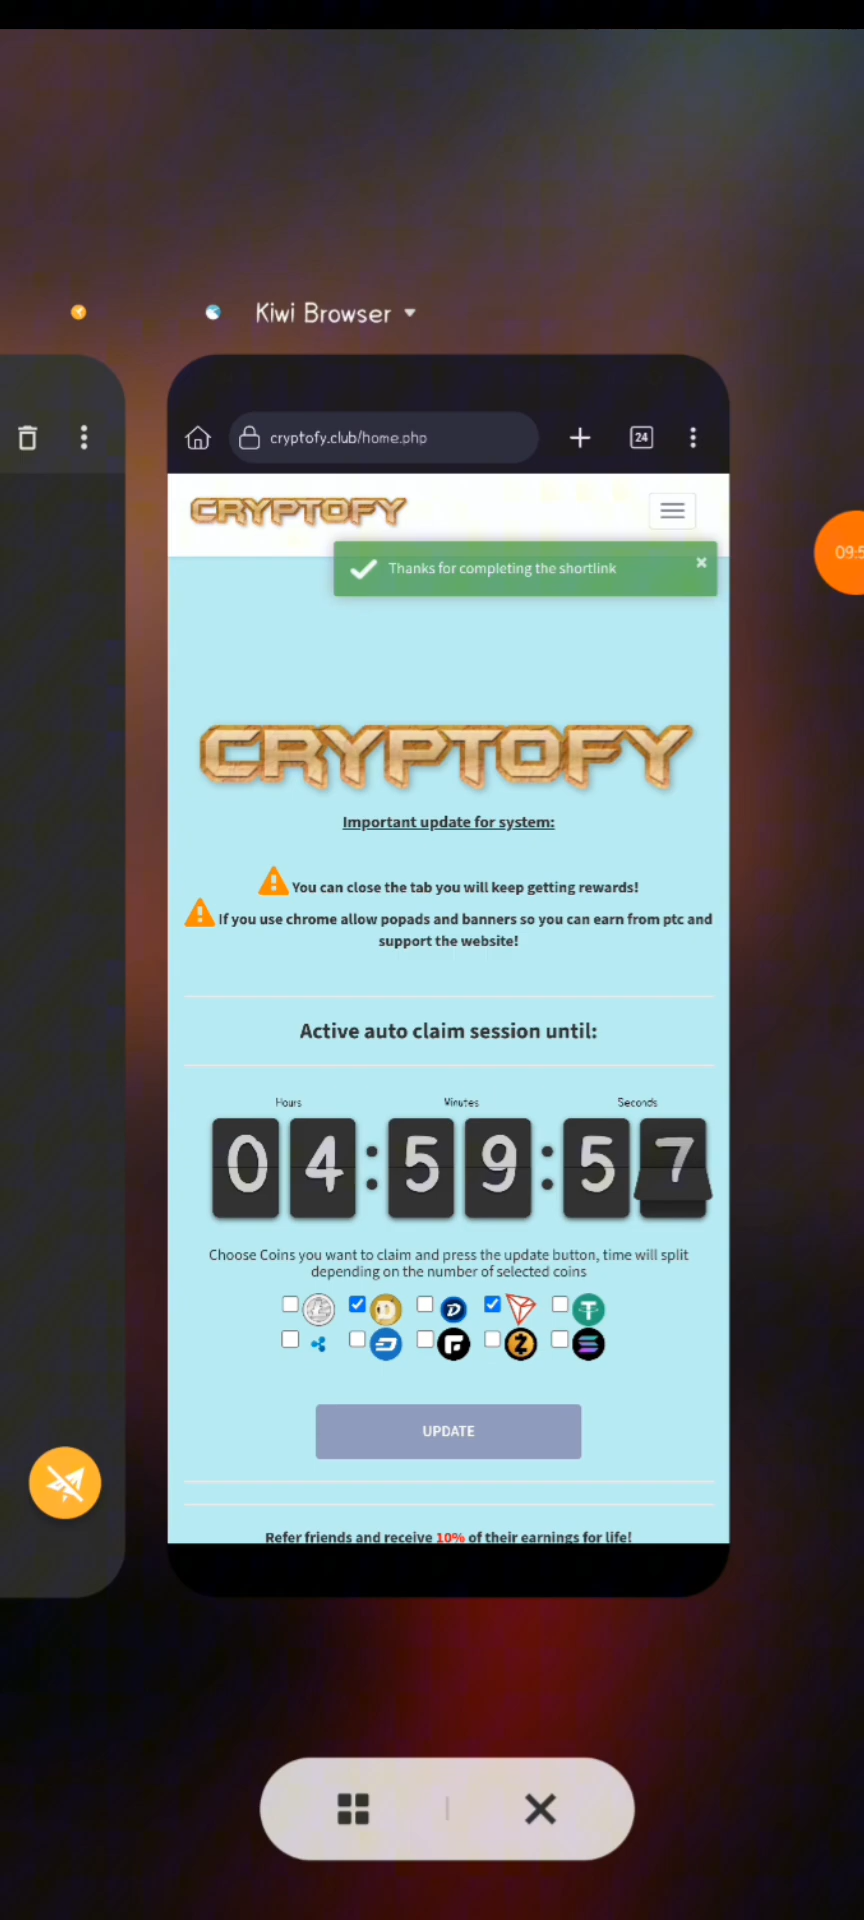 Kiwi Browser
cryptofy.club/home.php
24
CRYPTOFY
Thanks for completing the shortlink
09:5
CRYPTOFY
Important update for system:
You can close the tab you will keep getting rewards!
If you use chrome allow popads and banners so you can earn from ptc and
support the website!
Active auto claim session until:
Hours Minutes Seconds
04:59:57
Choose Coins you want to claim and press the update button, time will split
depending on the number of selected coins
UPDATE
Refer friends and receive 10% of their earnings for life!